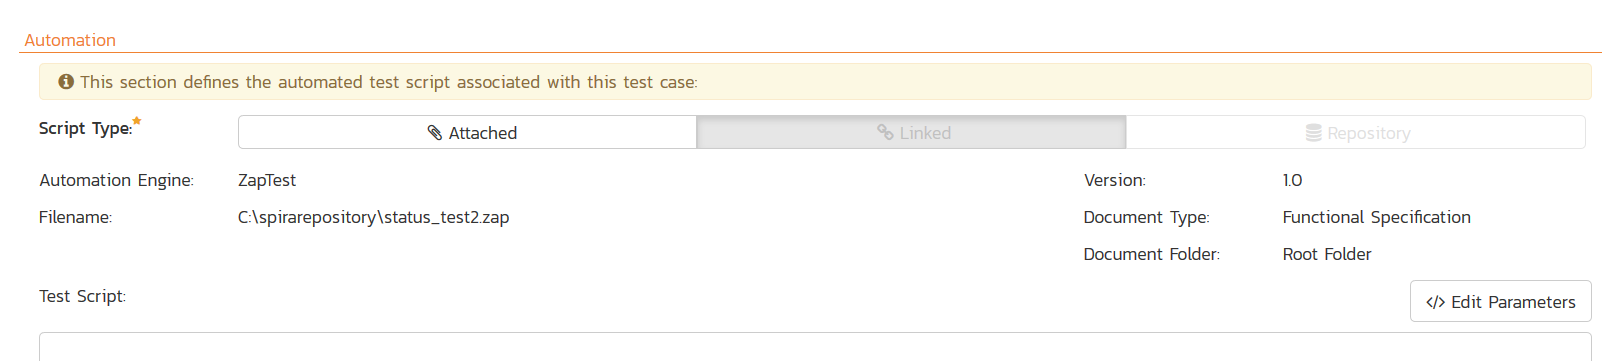 Automation
This section defines the automated test script associated with this test case:
Script Type:
Attached
Linked
Repository
Automation Engine: ZapTest
Version: 1.0
Filename: C:\spirarepository\status_test2.zap
Document Type: Functional Specification
Document Folder: Root Folder
Test Script:
</> Edit Parameters